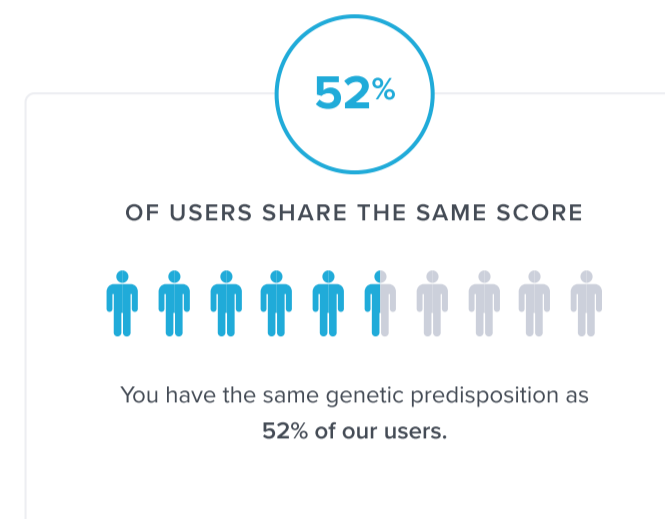 52%
OF USERS SHARE THE SAME SCORE
You have the same genetic predisposition as
52% of our users.